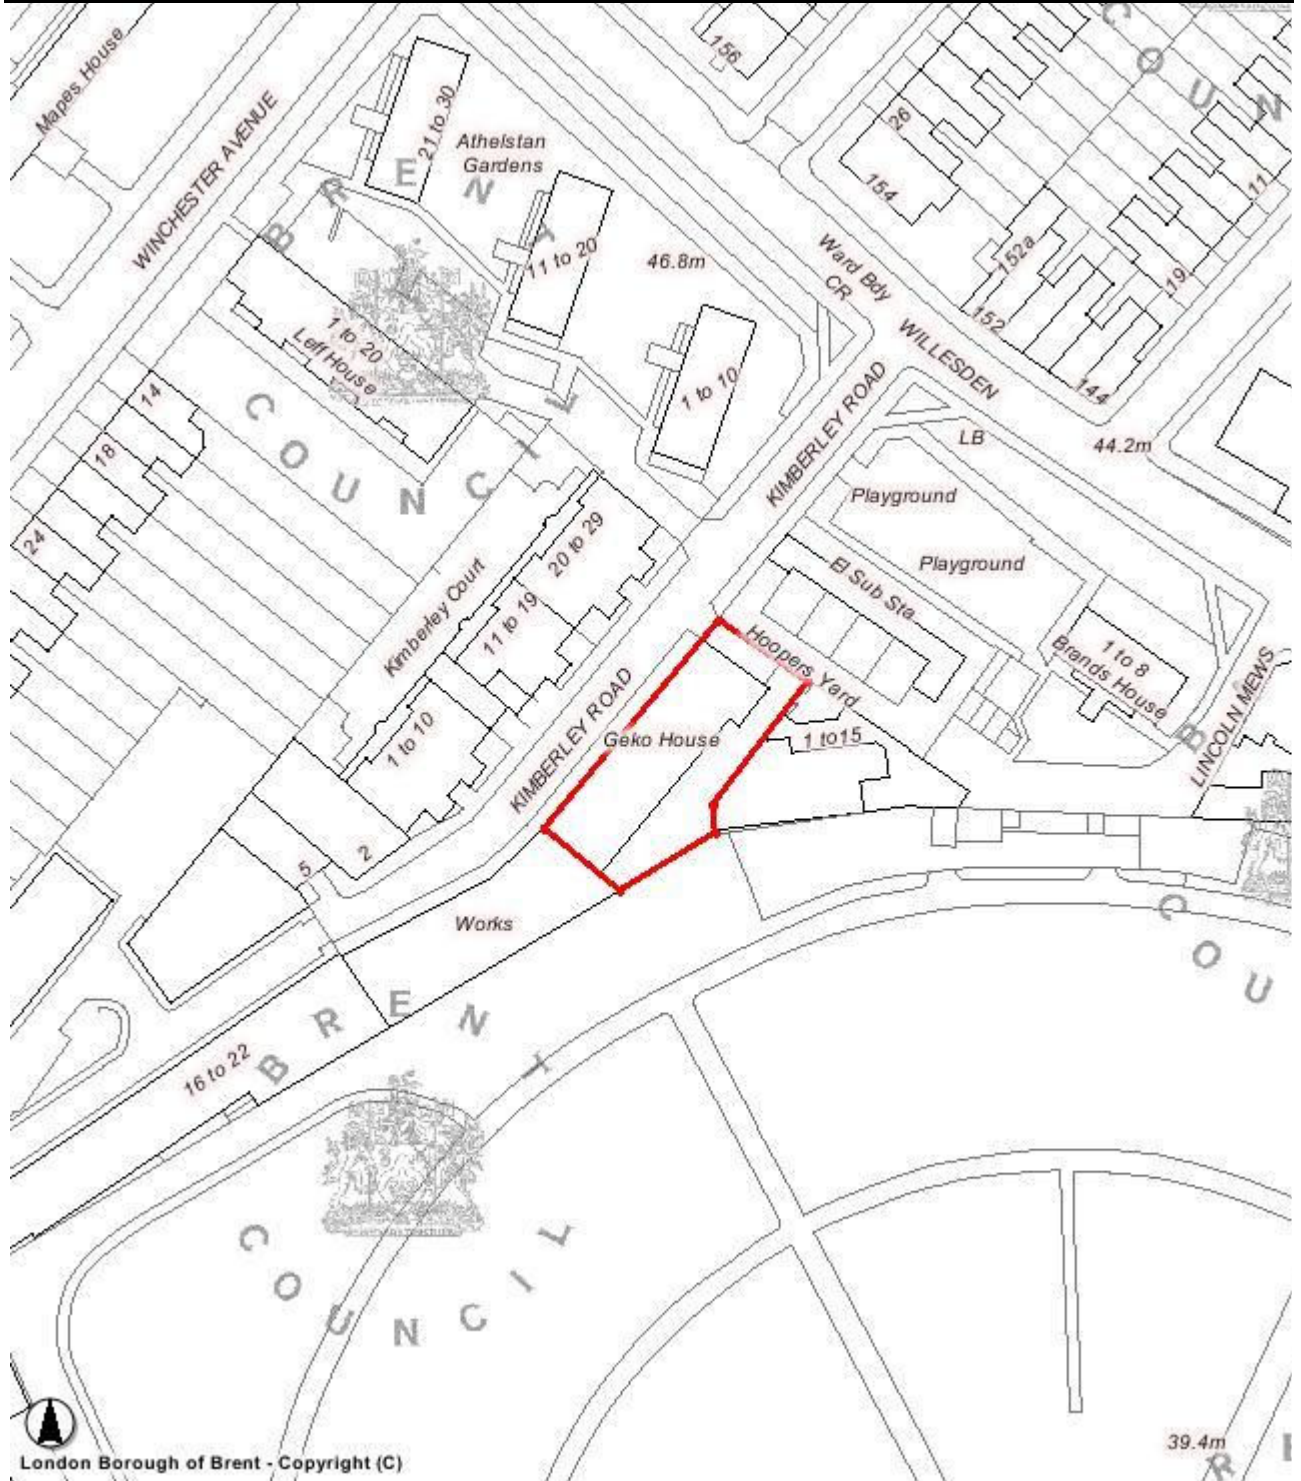 156
Mapes House
WINCHESTER AVENUE
21 to 30
Athelstan
Gardens
26
154
11
11 to 20
46.8m
Ward Bdy
CR
152a
19
152
WILLESDEN
144
1 to 20
Leff House
1 to 10
KIMBERLEY ROAD
14
18
24
LB
44.2m
Playground
Playground
El Sub Sta
Kimberley Court
20 to 29
11 to 19
1 to 10
Hoopers Yard
1 to 8
Brands House
LINCOLN MEWS
KIMBERLEY ROAD
Geko House
1 to 15
5
2
Works
16 to 22
39.4m
BRENT
COUNCIL
BRENT
COUNCIL
COUN
B
COU
London Borough of Brent - Copyright (C)